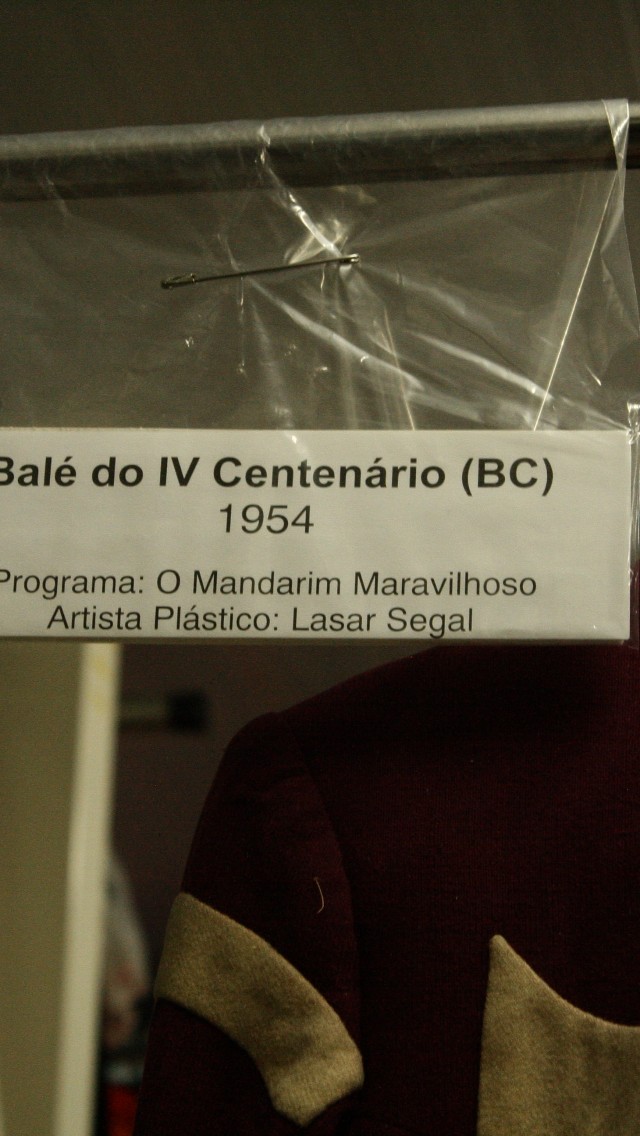 Balé do IV Centenário (BC)
1954
Programa: O Mandarim Maravilhoso
Artista Plástico: Lasar Segal